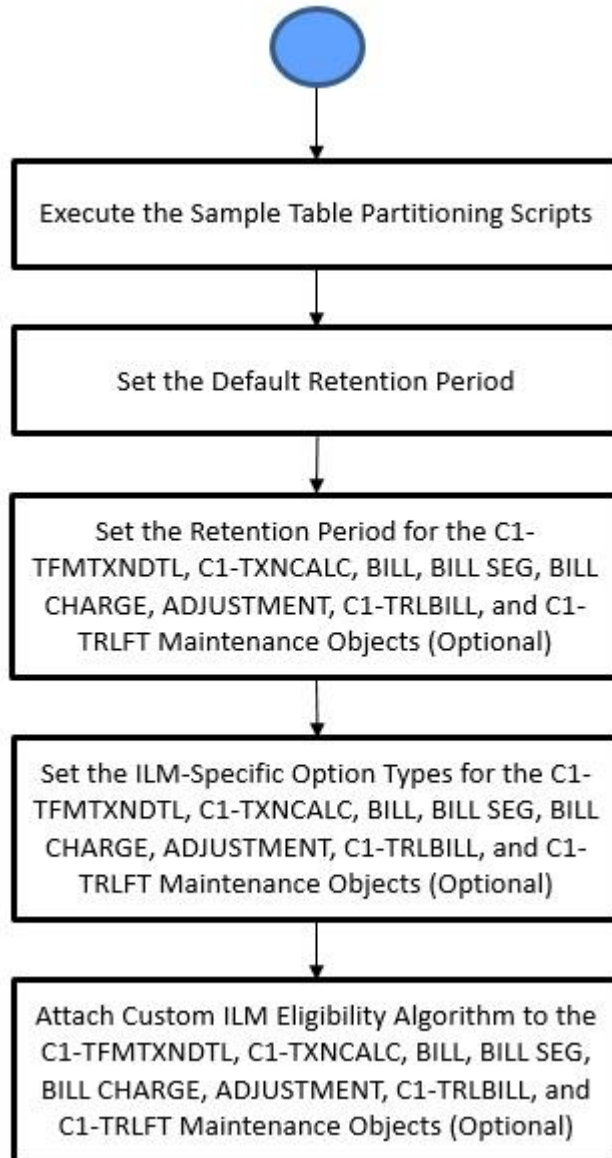 Execute the Sample Table Partitioning Scripts
Set the Default Retention Period
Set the Retention Period for the C1-
TFMTXNDTL, C1-TXNCALC, BILL, BILL SEG, BILL
CHARGE, ADJUSTMENT, C1-TRLBILL, and C1-
TRLFT Maintenance Objects (Optional)
Set the ILM-Specific Option Types for the C1-
TFMTXNDTL, C1-TXNCALC, BILL, BILL SEG, BILL
CHARGE, ADJUSTMENT, C1-TRLBILL, and C1-
TRLFT Maintenance Objects (Optional)
Attach Custom ILM Eligibility Algorithm to the
C1-TFMTXNDTL, C1-TXNCALC, BILL, BILL SEG,
BILL CHARGE, ADJUSTMENT, C1-TRLBILL, and
C1-TRLFT Maintenance Objects (Optional)